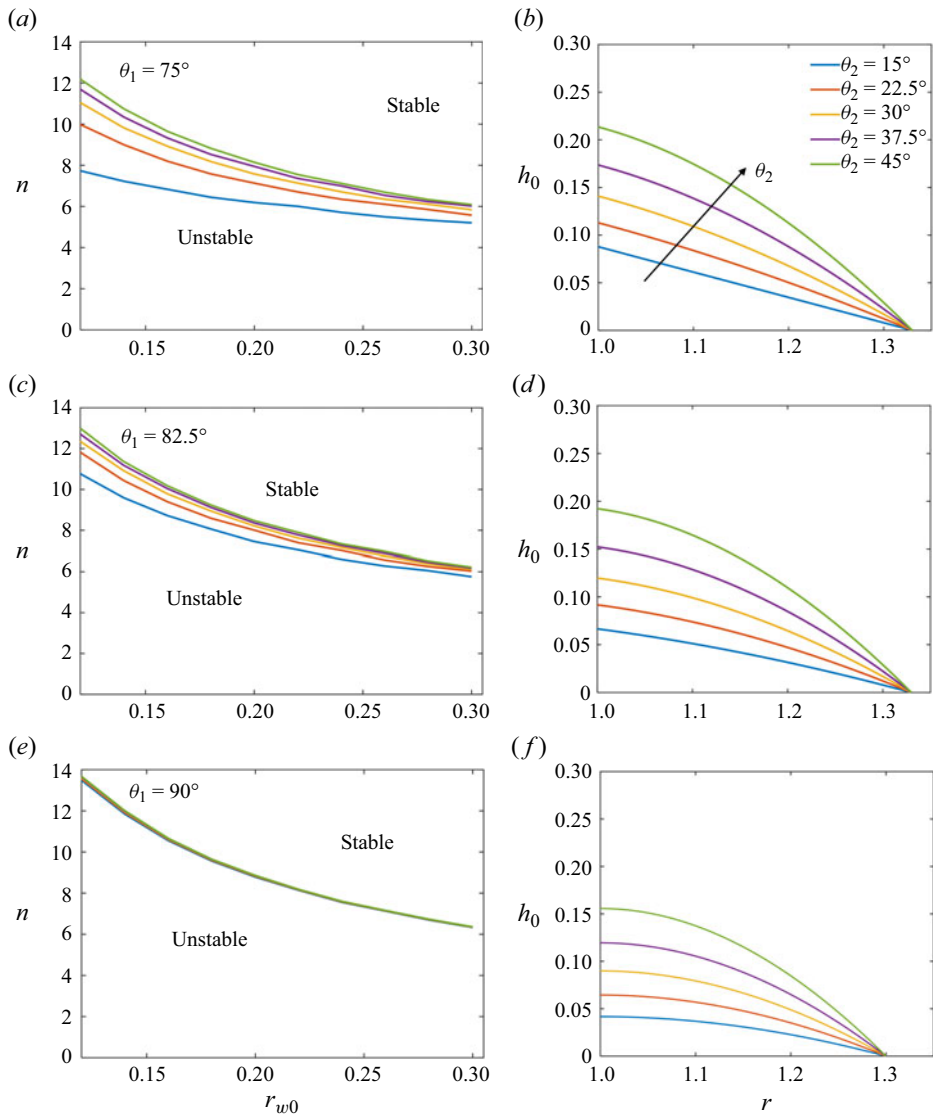 (a)
14
12
10
8
6
4
2
0
n
θ1 = 75°
Stable
Unstable
0.15
0.20
0.25
0.30
(b)
0.30
0.25
0.20
0.15
0.10
0.05
0
h0
θ2 = 15°
θ2 = 22.5°
θ2 = 30°
θ2 = 37.5°
θ2 = 45°
θ2
1.0
1.1
1.2
1.3
(c)
14
12
10
8
6
4
2
0
n
θ1 = 82.5°
Stable
Unstable
0.15
0.20
0.25
0.30
(d)
0.30
0.25
0.20
0.15
0.10
0.05
0
h0
1.0
1.1
1.2
1.3
(e)
14
12
10
8
6
4
2
0
n
θ1 = 90°
Stable
Unstable
0.15
0.20
0.25
0.30
rw0
(f)
0.30
0.25
0.20
0.15
0.10
0.05
0
h0
1.0
1.1
1.2
1.3
r